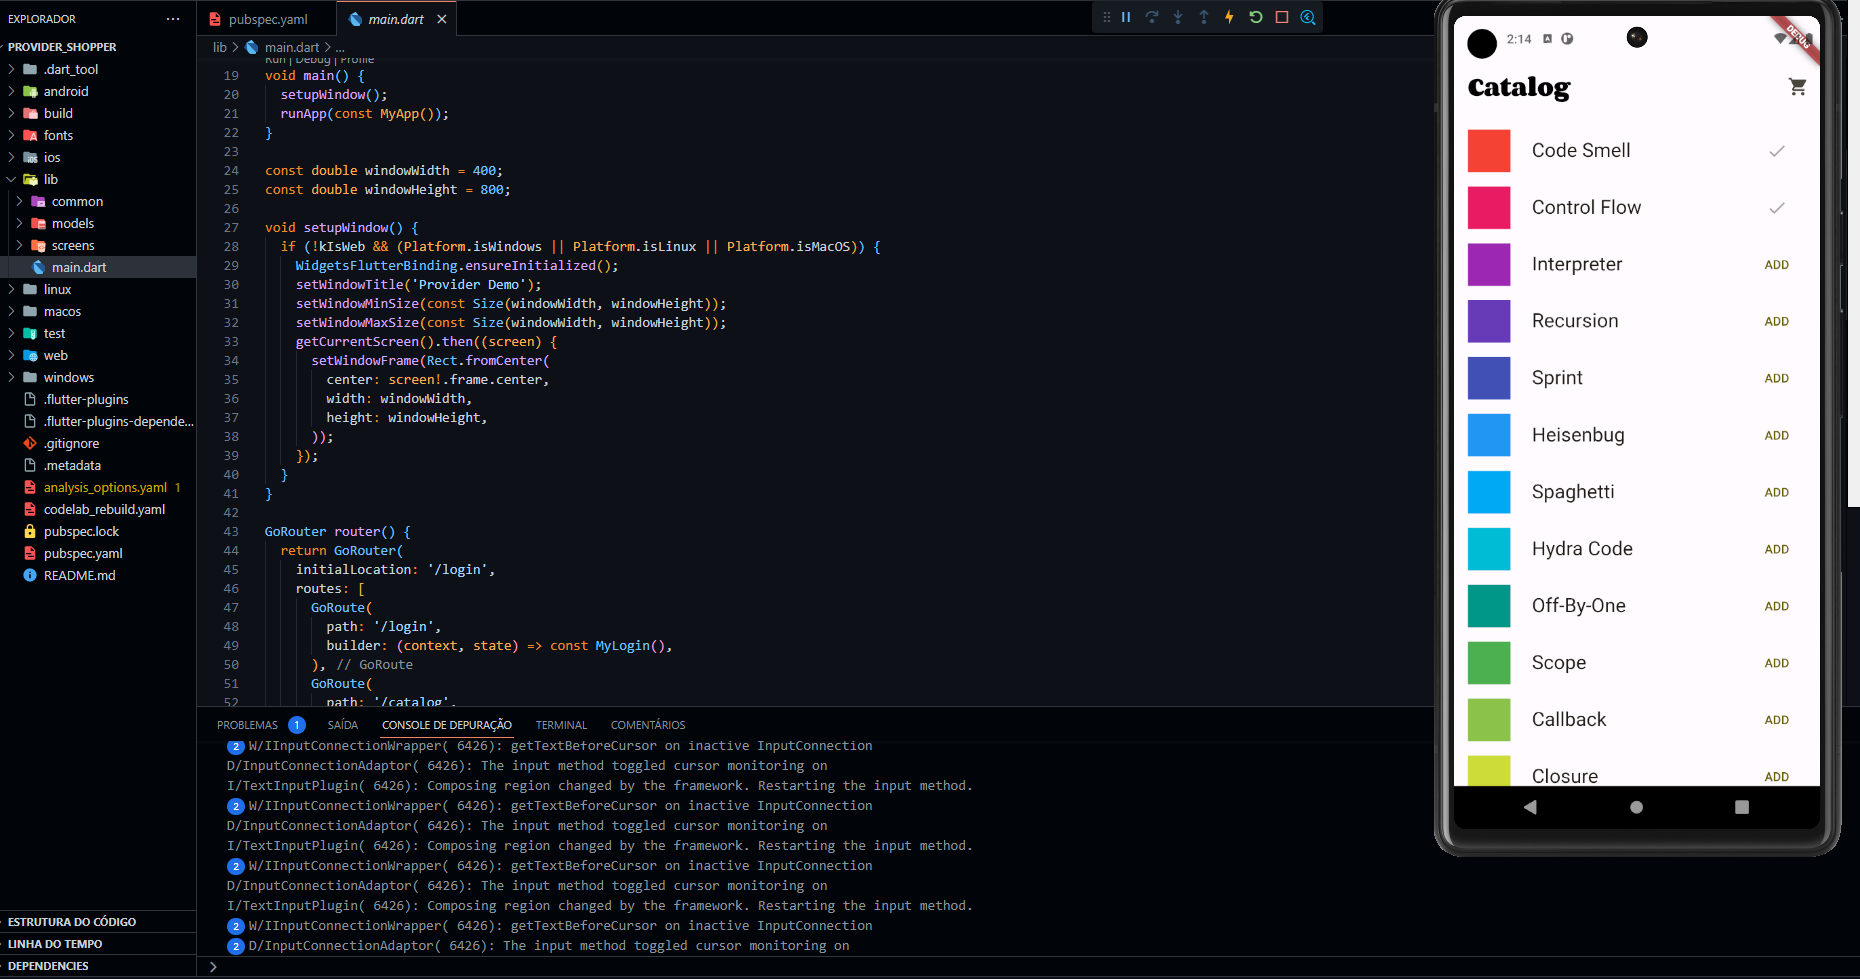 EXPLORADOR
PROVIDER_SHOPPER
.dart_tool
android
build
fonts
ios
lib
common
models
screens
main.dart
linux
macos
test
web
windows
.flutter-plugins
.flutter-plugins-depende...
.gitignore
.metadata
analysis_options.yaml 1
codelab_rebuild.yaml
pubspec.lock
pubspec.yaml
README.md
ESTRUTURA DO CÓDIGO
LINHA DO TEMPO
DEPENDENCIES
pubspec.yaml
main.dart
lib > main.dart > ...
Run | Debug | Profile
19 void main() {
20 setupWindow();
21 runApp(const MyApp());
22 }
23
24 const double windowWidth = 400;
25 const double windowHeight = 800;
26
27 void setupWindow() {
28 if (!kIsWeb && (Platform.isWindows || Platform.isLinux || Platform.isMacOS)) {
29 WidgetsFlutterBinding.ensureInitialized();
30 setWindowTitle('Provider Demo');
31 setWindowMinSize(const Size(windowWidth, windowHeight));
32 setWindowMaxSize(const Size(windowWidth, windowHeight));
33 getCurrentScreen().then((screen) {
34 setWindowFrame(Rect.fromCenter(
35 center: screen!.frame.center,
36 width: windowWidth,
37 height: windowHeight,
38 ));
39 });
40 }
41 }
42
43 GoRouter router() {
44 return GoRouter(
45 initialLocation: '/login',
46 routes: [
47 GoRoute(
48 path: '/login',
49 builder: (context, state) => const MyLogin(),
50 ), // GoRoute
51 GoRoute(
52 path: '/catalog',
PROBLEMAS 1 SAÍDA CONSOLE DE DEPURAÇÃO TERMINAL COMENTÁRIOS
2 W/IInputConnectionWrapper( 6426): getTextBeforeCursor on inactive InputConnection
D/InputConnectionAdaptor( 6426): The input method toggled cursor monitoring on
I/TextInputPlugin( 6426): Composing region changed by the framework. Restarting the input method.
2 W/IInputConnectionWrapper( 6426): getTextBeforeCursor on inactive InputConnection
D/InputConnectionAdaptor( 6426): The input method toggled cursor monitoring on
I/TextInputPlugin( 6426): Composing region changed by the framework. Restarting the input method.
2 W/IInputConnectionWrapper( 6426): getTextBeforeCursor on inactive InputConnection
D/InputConnectionAdaptor( 6426): The input method toggled cursor monitoring on
I/TextInputPlugin( 6426): Composing region changed by the framework. Restarting the input method.
2 W/IInputConnectionWrapper( 6426): getTextBeforeCursor on inactive InputConnection
2 D/InputConnectionAdaptor( 6426): The input method toggled cursor monitoring on
2:14
DEBUG
Catalog
Code Smell
Control Flow
Interpreter ADD
Recursion ADD
Sprint ADD
Heisenbug ADD
Spaghetti ADD
Hydra Code ADD
Off-By-One ADD
Scope ADD
Callback ADD
Closure ADD